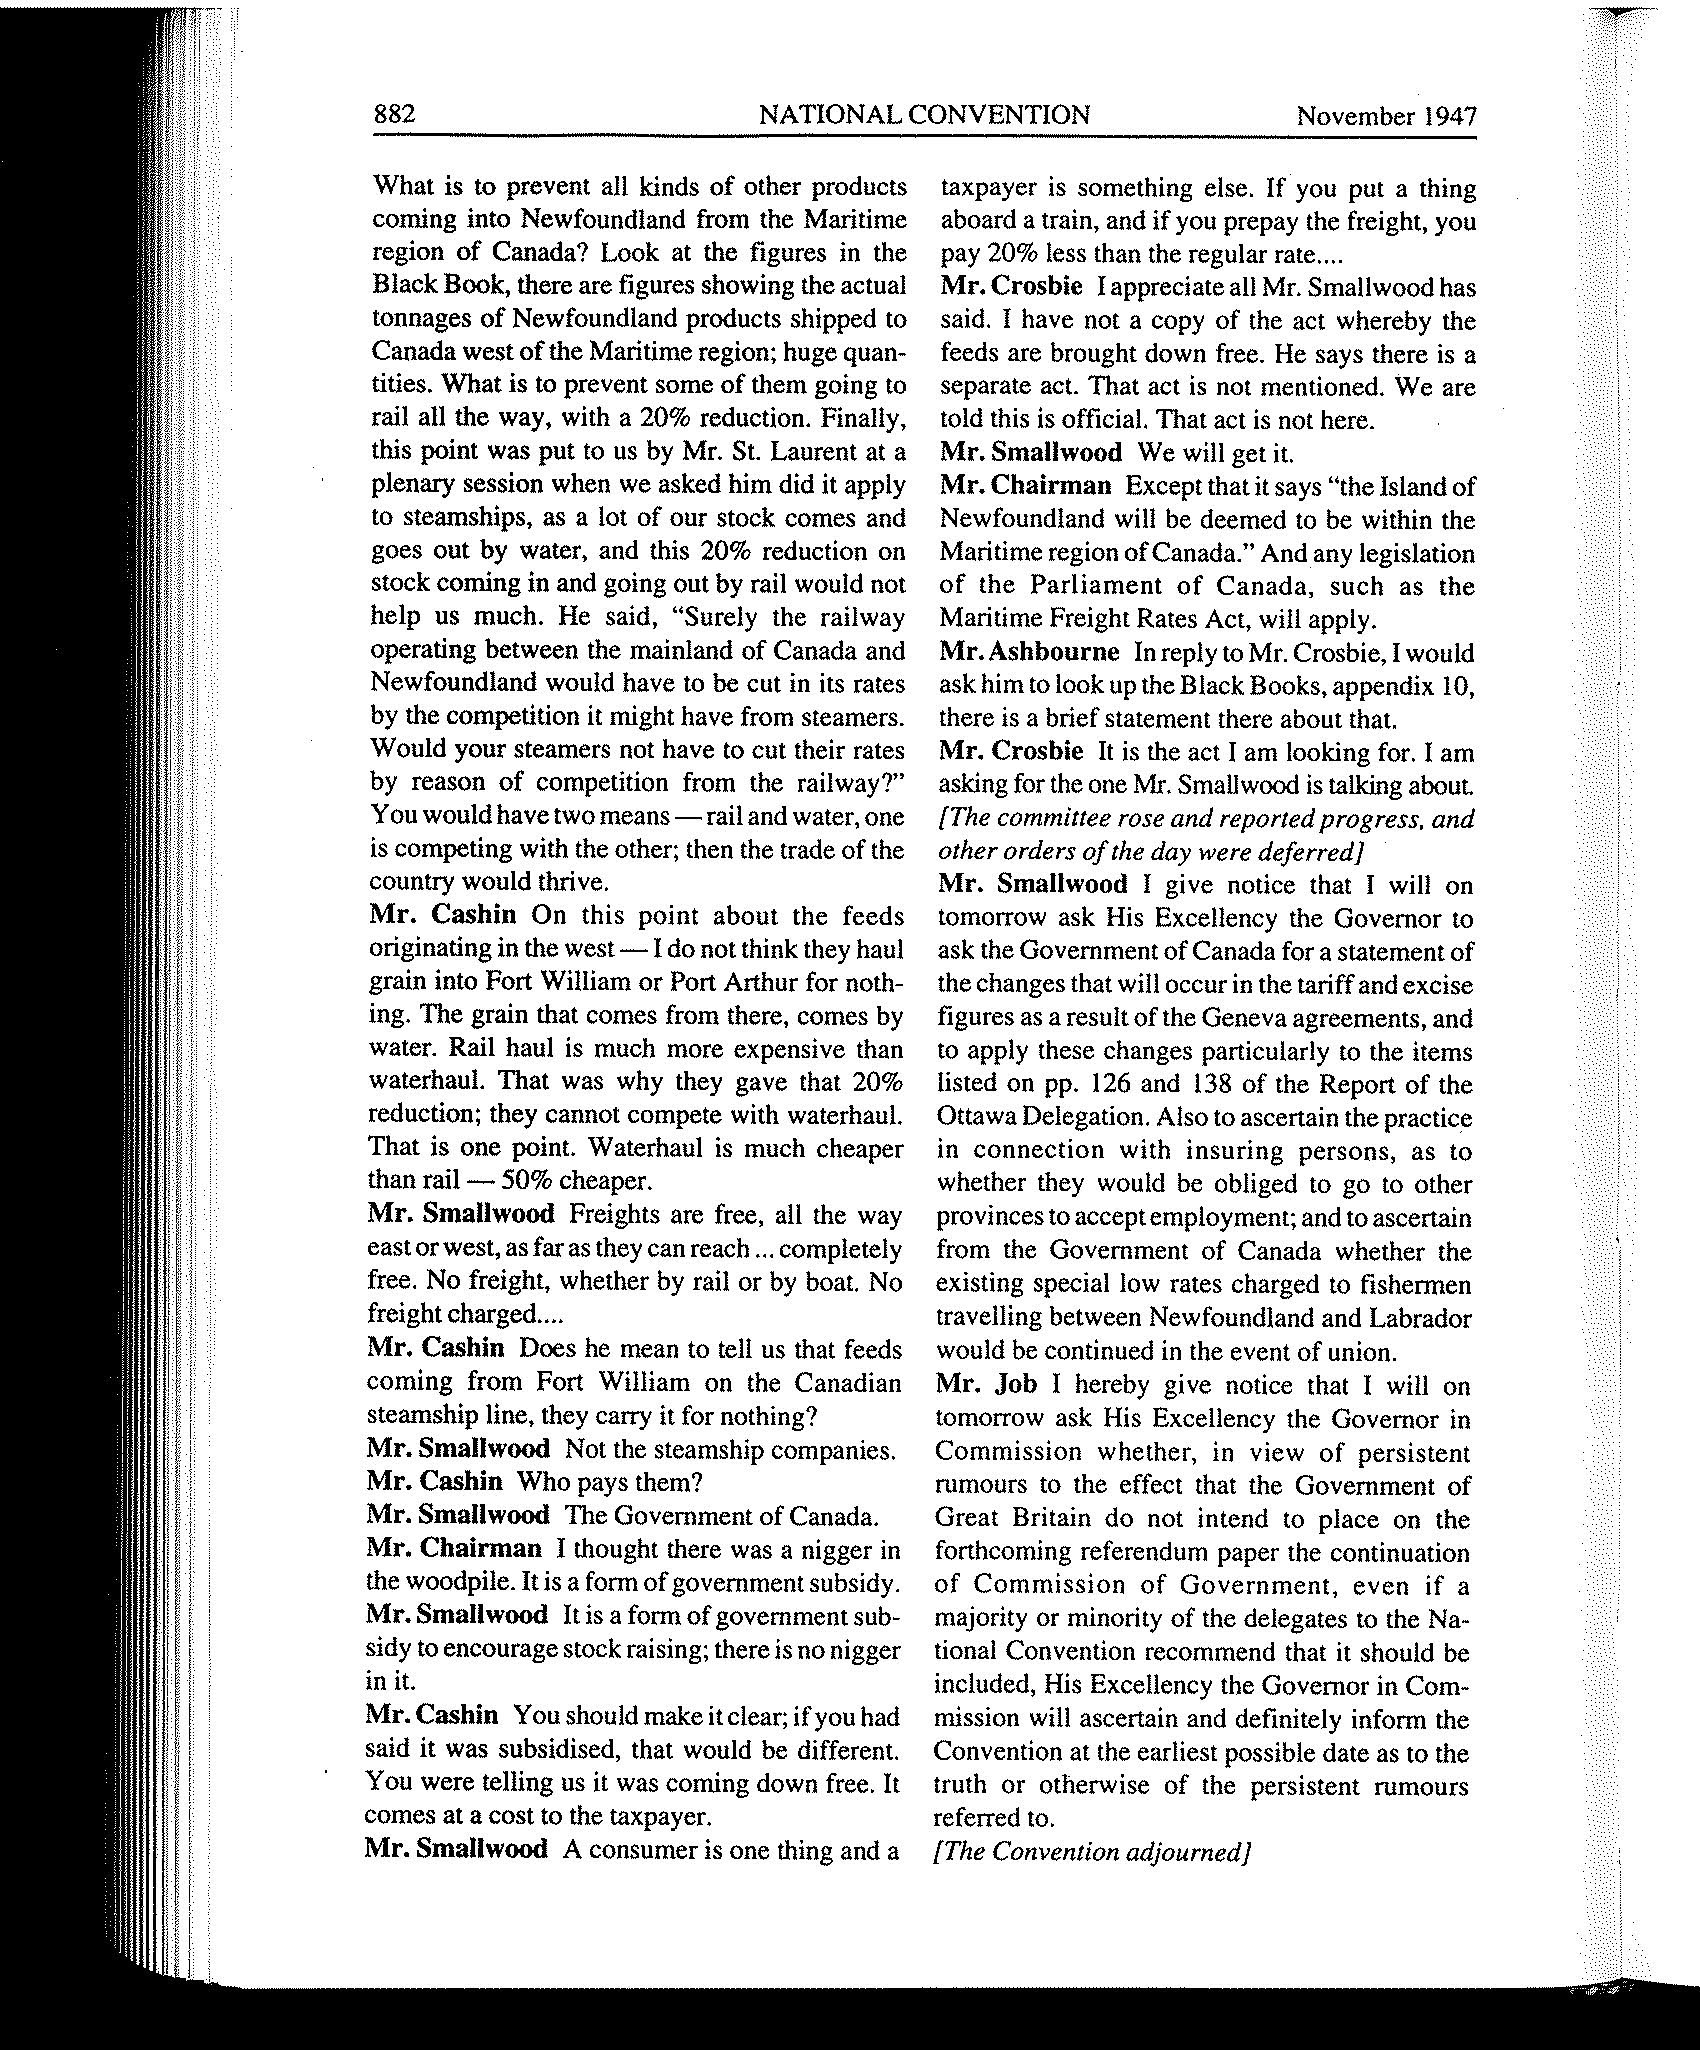 882 NATIONAL CONVENTION November 1947
What is to prevent all kinds of other products
coming into Newfoundland from the Maritime
region of Canada? Look at the figures in the
Black Book, there are figures showing the actual
tonnages of Newfoundland products shipped to
Canada west of the Maritime region; huge quan-
tities. What is to prevent some of them going to
rail all the way, with a 20% reduction. Finally,
this point was put to us by Mr. St. Laurent at a
plenary session when we asked him did it apply
to steamships, as a lot of our stock comes and
goes out by water, and this 20% reduction on
stock coming in and going out by rail would not
help us much. He said, “Surely the railway
operating between the mainland of Canada and
Newfoundland would have to be cut in its rates
by the competition it might have from steamers.
Would your steamers not have to cut their rates
by reason of competition from the railway?”
You would have two means — rail and water, one
is competing with the other; then the trade of the
country would thrive.
Mr. Cashin On this point about the feeds
originating in the west — I do not think they haul
grain into Fort William or Port Arthur for noth-
ing. The grain that comes from there, comes by
water. Rail haul is much more expensive than
waterhaul. That was why they gave that 20%
reduction; they cannot compete with waterhaul.
That is one point. Waterhaul is much cheaper
than rail — 50% cheaper.
Mr. Smallwood Freights are free, all the way
east or west, as far as they can reach ... completely
free. No freight, whether by rail or by boat. No
freight charged....
Mr. Cashin Does he mean to tell us that feeds
coming from Fort William on the Canadian
steamship line, they carry it for nothing?
Mr. Smallwood Not the steamship companies.
Mr. Cashin Who pays them?
Mr. Smallwood The Government of Canada.
Mr. Chairman I thought there was a nigger in
the woodpile. It is a form of government subsidy.
Mr. Smallwood It is a form of government sub-
sidy to encourage stock raising; there is no nigger
in it.
Mr. Cashin You should make it clear; if you had
said it was subsidised, that would be different.
You were telling us it was coming down free. It
comes at a cost to the taxpayer.
Mr. Smallwood A consumer is one thing and a
taxpayer is something else. If you put a thing
aboard a train, and if you prepay the freight, you
pay 20% less than the regular rate....
Mr. Crosbie I appreciate all Mr. Smallwood has
said. I have not a copy of the act whereby the
feeds are brought down free. He says there is a
separate act. That act is not mentioned. We are
told this is official. That act is not here.
Mr. Smallwood We will get it.
Mr. Chairman Except that it says “the Island of
Newfoundland will be deemed to be within the
Maritime region of Canada.” And any legislation
of the Parliament of Canada, such as the
Maritime Freight Rates Act, will apply.
Mr. Ashbourne In reply to Mr. Crosbie, I would
ask him to look up the Black Books, appendix 10,
there is a brief statement there about that.
Mr. Crosbie It is the act I am looking for. I am
asking for the one Mr. Smallwood is talking about.
[The committee rose and reported progress, and
other orders of the day were deferred]
Mr. Smallwood I give notice that I will on
tomorrow ask His Excellency the Governor to
ask the Government of Canada for a statement of
the changes that will occur in the tariff and excise
figures as a result of the Geneva agreements, and
to apply these changes particularly to the items
listed on pp. 126 and 138 of the Report of the
Ottawa Delegation. Also to ascertain the practice
in connection with insuring persons, as to
whether they would be obliged to go to other
provinces to accept employment; and to ascertain
from the Government of Canada whether the
existing special low rates charged to fishermen
travelling between Newfoundland and Labrador
would be continued in the event of union.
Mr. Job I hereby give notice that I will on
tomorrow ask His Excellency the Governor in
Commission whether, in view of persistent
rumours to the effect that the Government of
Great Britain do not intend to place on the
forthcoming referendum paper the continuation
of Commission of Government, even if a
majority or minority of the delegates to the Na-
tional Convention recommend that it should be
included, His Excellency the Governor in Com-
mission will ascertain and definitely inform the
Convention at the earliest possible date as to the
truth or otherwise of the persistent rumours
referred to.
[The Convention adjourned]